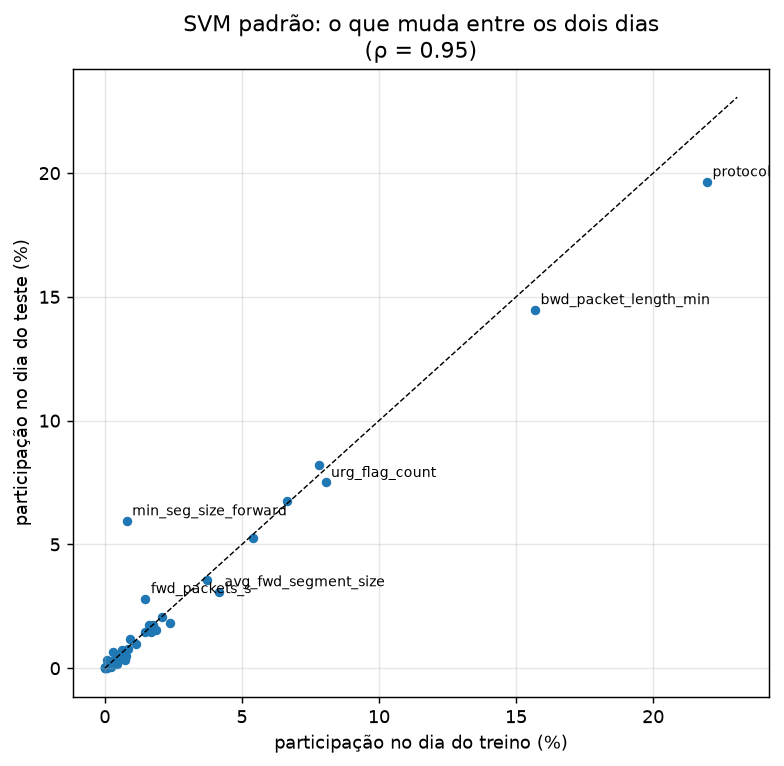 SVM padrão: o que muda entre os dois dias
(ρ = 0.95)
participação no dia do teste (%)
20
15
10
5
0
protocol
bwd_packet_length_min
urg_flag_count
min_seg_size_forward
avg_fwd_segment_size
fwd_packets_s
0
5
10
15
20
participação no dia do treino (%)